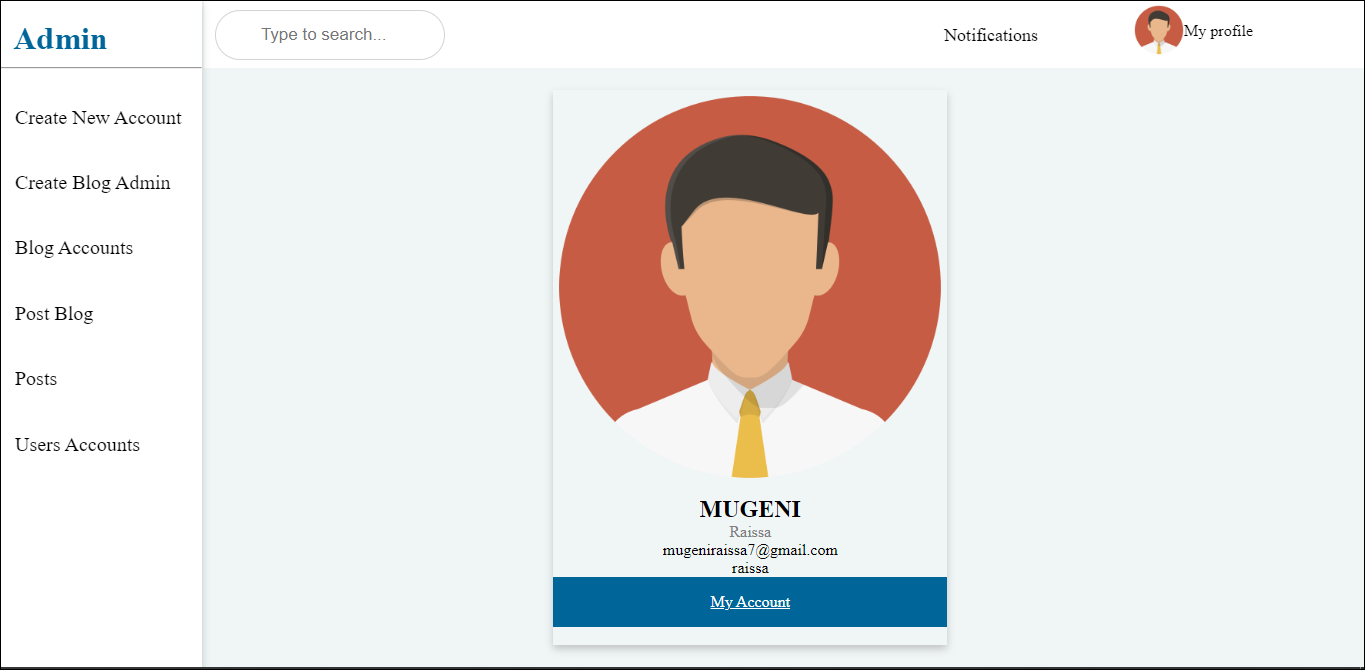 Admin
Type to search...
Notifications
My profile
Create New Account
Create Blog Admin
Blog Accounts
Post Blog
Posts
Users Accounts
MUGENI
Raissa
mugeniraissa7@gmail.com
raissa
My Account